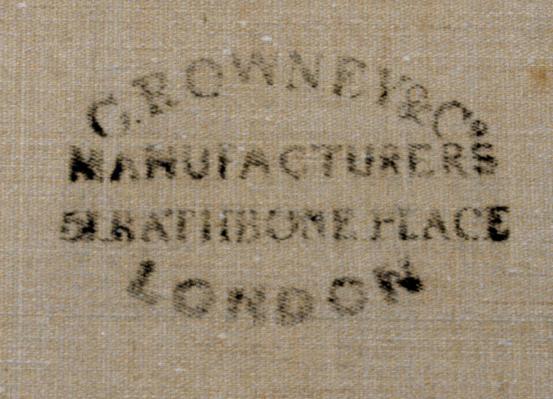 G.ROWNEY & Co
MANUFACTURERS
51.RATHBONE PLACE
LONDON